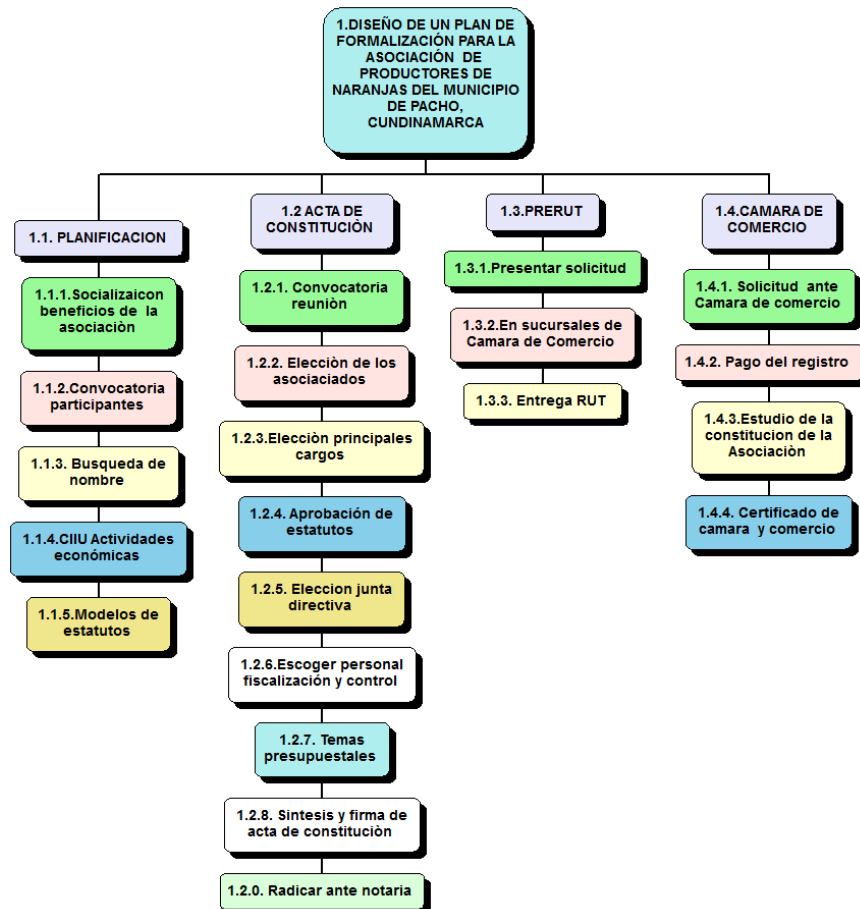 1.DISEÑO DE UN PLAN DE
FORMALIZACIÓN PARA LA
ASOCIACIÓN DE
PRODUCTORES DE
NARANJAS DEL MUNICIPIO
DE PACHO,
CUNDINAMARCA
1.1. PLANIFICACION
1.1.1.Socializaicon
beneficios de la
asociaciòn
1.1.2.Convocatoria
participantes
1.1.3. Busqueda de
nombre
1.1.4.CIIU Actividades
económicas
1.1.5.Modelos de
estatutos
1.2 ACTA DE
CONSTITUCIÒN
1.2.1. Convocatoria
reuniòn
1.2.2. Elecciòn de los
asociaciados
1.2.3.Elecciòn principales
cargos
1.2.4. Aprobación de
estatutos
1.2.5. Eleccion junta
directiva
1.2.6.Escoger personal
fiscalización y control
1.2.7. Temas
presupuestales
1.2.8. Sintesis y firma de
acta de constituciòn
1.2.0. Radicar ante notaria
1.3.PRERUT
1.3.1.Presentar solicitud
1.3.2.En sucursales de
Camara de Comercio
1.3.3. Entrega RUT
1.4.CAMARA DE
COMERCIO
1.4.1. Solicitud ante
Camara de comercio
1.4.2. Pago del registro
1.4.3.Estudio de la
constitucion de la
Asociaciòn
1.4.4. Certificado de
camara y comercio